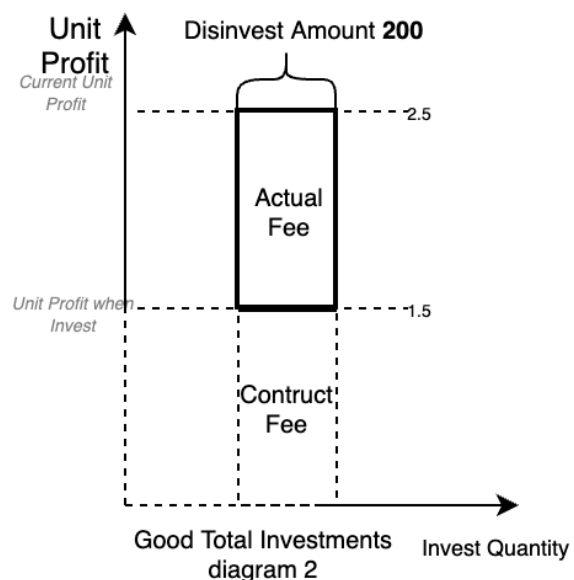 Unit
Profit
Disinvest Amount 200
Current Unit
Profit
2.5
Actual
Fee
Unit Profit when
Invest
1.5
Contruct
Fee
Good Total Investments
diagram 2
Invest Quantity